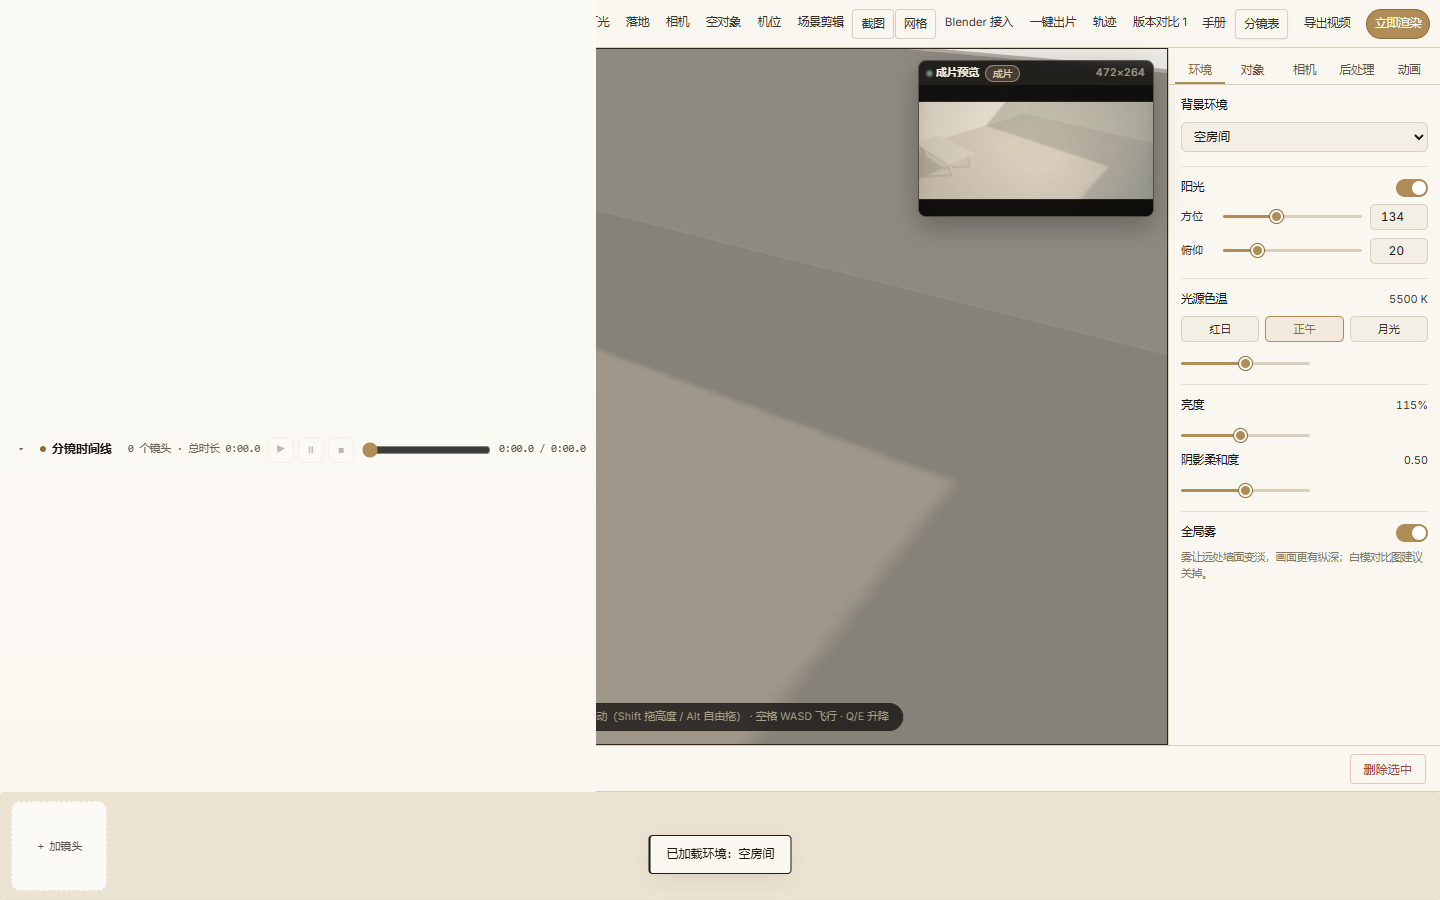 落地 相机 空对象 机位 场景剪辑 截图 网格 Blender 接入 一键出片 轨迹 版本对比 1 手册 分镜表 导出视频 立即渲染
成片预览 成片 472×264
环境 对象 相机 后处理 动画
背景环境
空房间
阳光
方位 134
俯仰 20
光源色温 5500 K
红日 正午 月光
亮度 115%
阴影柔和度 0.50
全局雾
雾让远处墙面变淡，画面更有纵深；白模对比图建议
关掉。
分镜时间线 0 个镜头 · 总时长 0:00.0 0:00.0 / 0:00.0
动（Shift 拖高度 / Alt 自由拖） · 空格 WASD 飞行 · Q/E 升降
删除选中
+ 加镜头
已加载环境：空房间